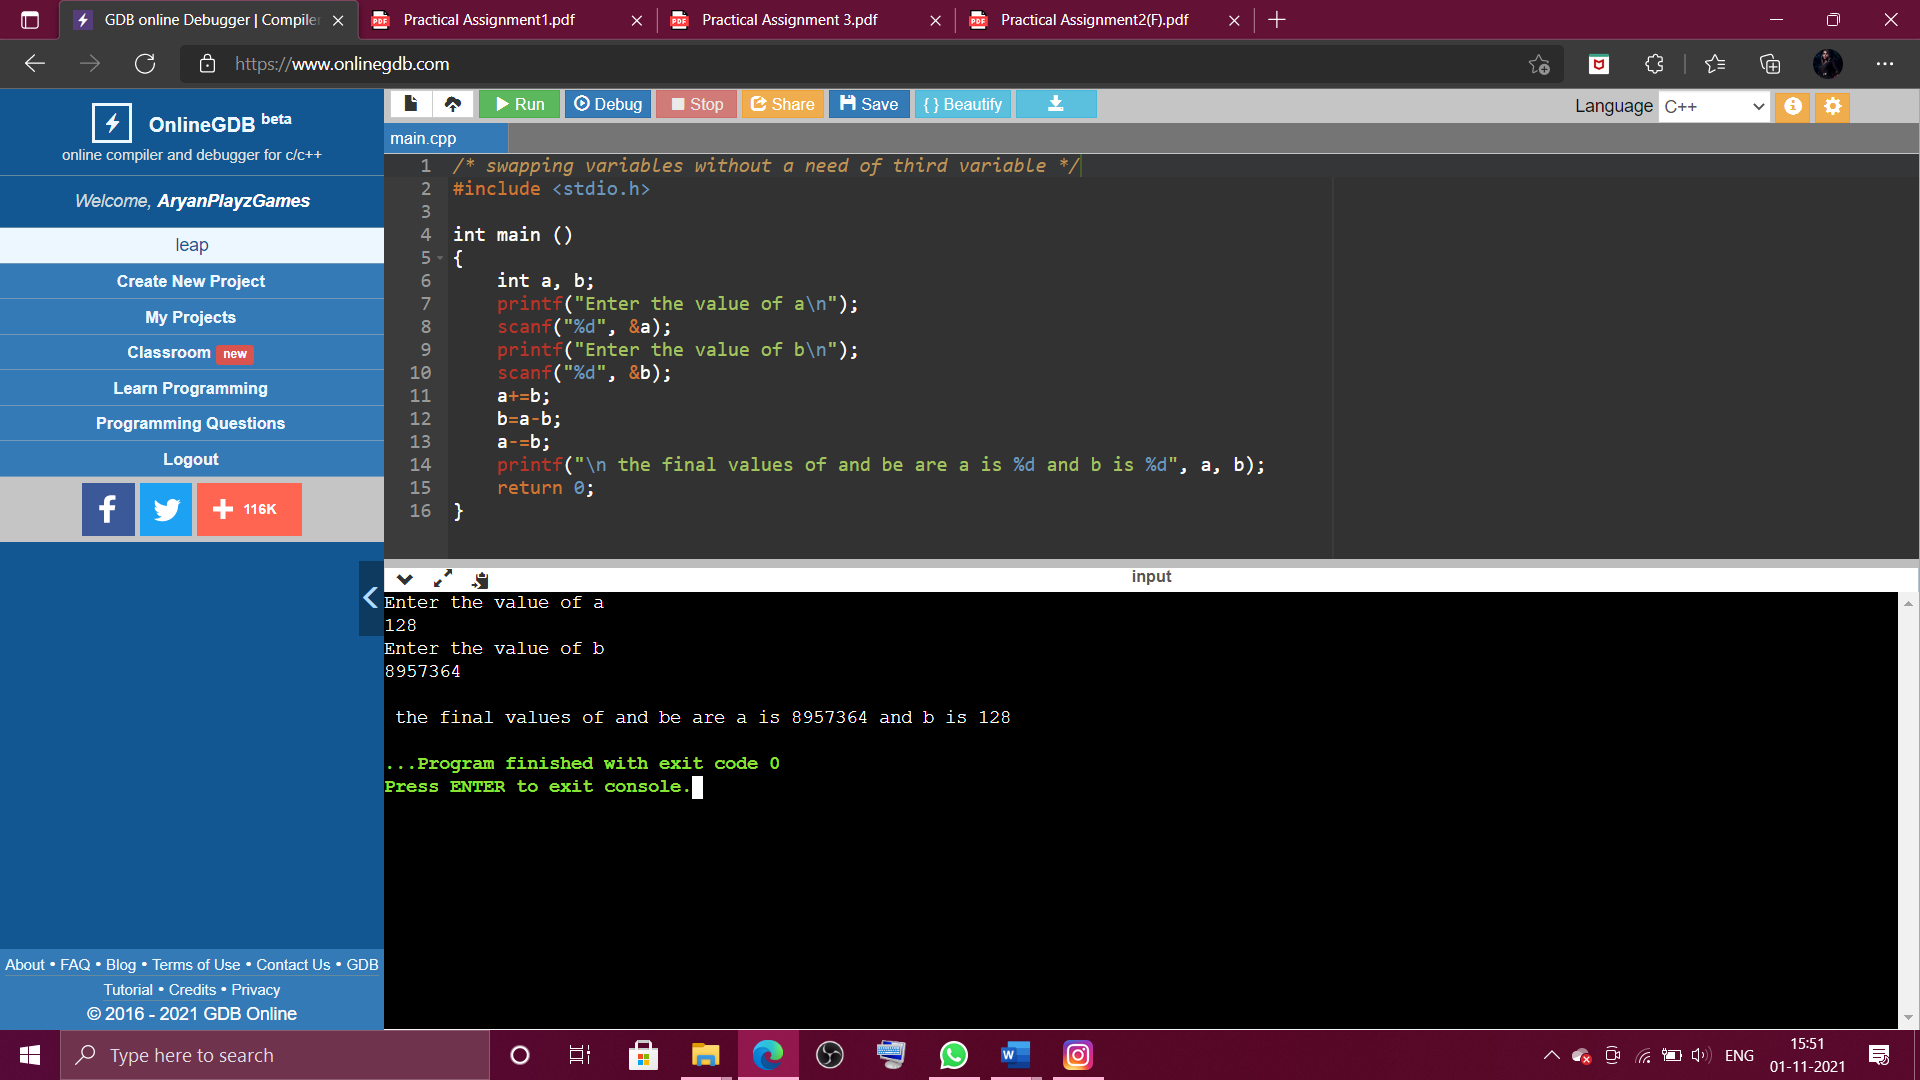 GDB online Debugger | Compiler
Practical Assignment1.pdf
Practical Assignment 3.pdf
Practical Assignment2(F).pdf
https://www.onlinegdb.com
OnlineGDB beta
online compiler and debugger for c/c++
Welcome, AryanPlayzGames
leap
Create New Project
My Projects
Classroom new
Learn Programming
Programming Questions
Logout
f
+ 116K
About • FAQ • Blog • Terms of Use • Contact Us • GDB
Tutorial • Credits • Privacy
© 2016 - 2021 GDB Online
Run Debug Stop Share Save {} Beautify
Language C++
main.cpp
1 /* swapping variables without a need of third variable */
2 #include <stdio.h>
3
4 int main ()
5 {
6 int a, b;
7 printf("Enter the value of a\n");
8 scanf("%d", &a);
9 printf("Enter the value of b\n");
10 scanf("%d", &b);
11 a+=b;
12 b=a-b;
13 a-=b;
14 printf("\n the final values of and be are a is %d and b is %d", a, b);
15 return 0;
16 }
input
Enter the value of a
128
Enter the value of b
8957364
the final values of and be are a is 8957364 and b is 128
...Program finished with exit code 0
Press ENTER to exit console.
Type here to search
ENG
15:51
01-11-2021